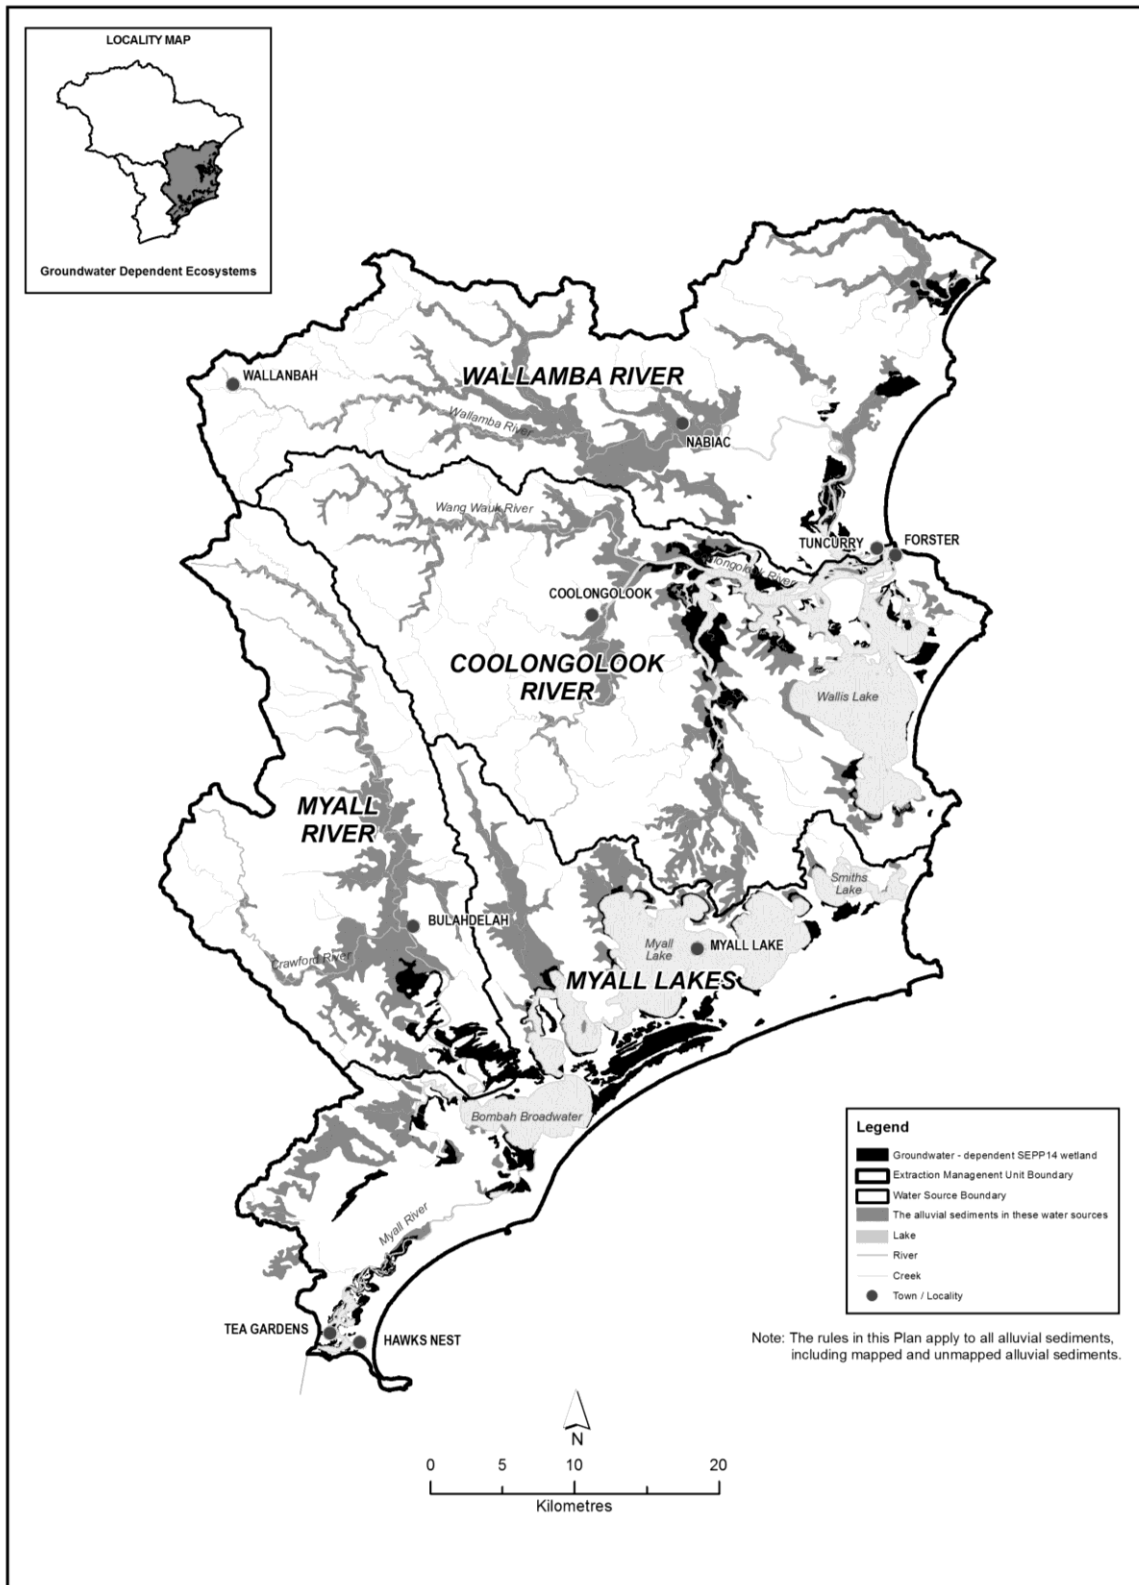 LOCALITY MAP
Groundwater Dependent Ecosystems
WALLANBAH
WALLAMBA RIVER
Wallamba River
NABIAC
Wang Wauk River
TUNCURRY
FORSTER
COOLONGOLOOK
COOLONGOLOOK
RIVER
Wallis Lake
MYALL
RIVER
Smiths
Lake
BULAHDELAH
Crawford River
Myall
Lake
MYALL LAKE
MYALL LAKES
Bombah Broadwater
Myall River
TEA GARDENS
HAWKS NEST
Legend
Groundwater - dependent SEPP14 wetland
Extraction Management Unit Boundary
Water Source Boundary
The alluvial sediments in these water sources
Lake
River
Creek
Town / Locality
Note: The rules in this Plan apply to all alluvial sediments,
including mapped and unmapped alluvial sediments.
N
0 5 10 20
Kilometres